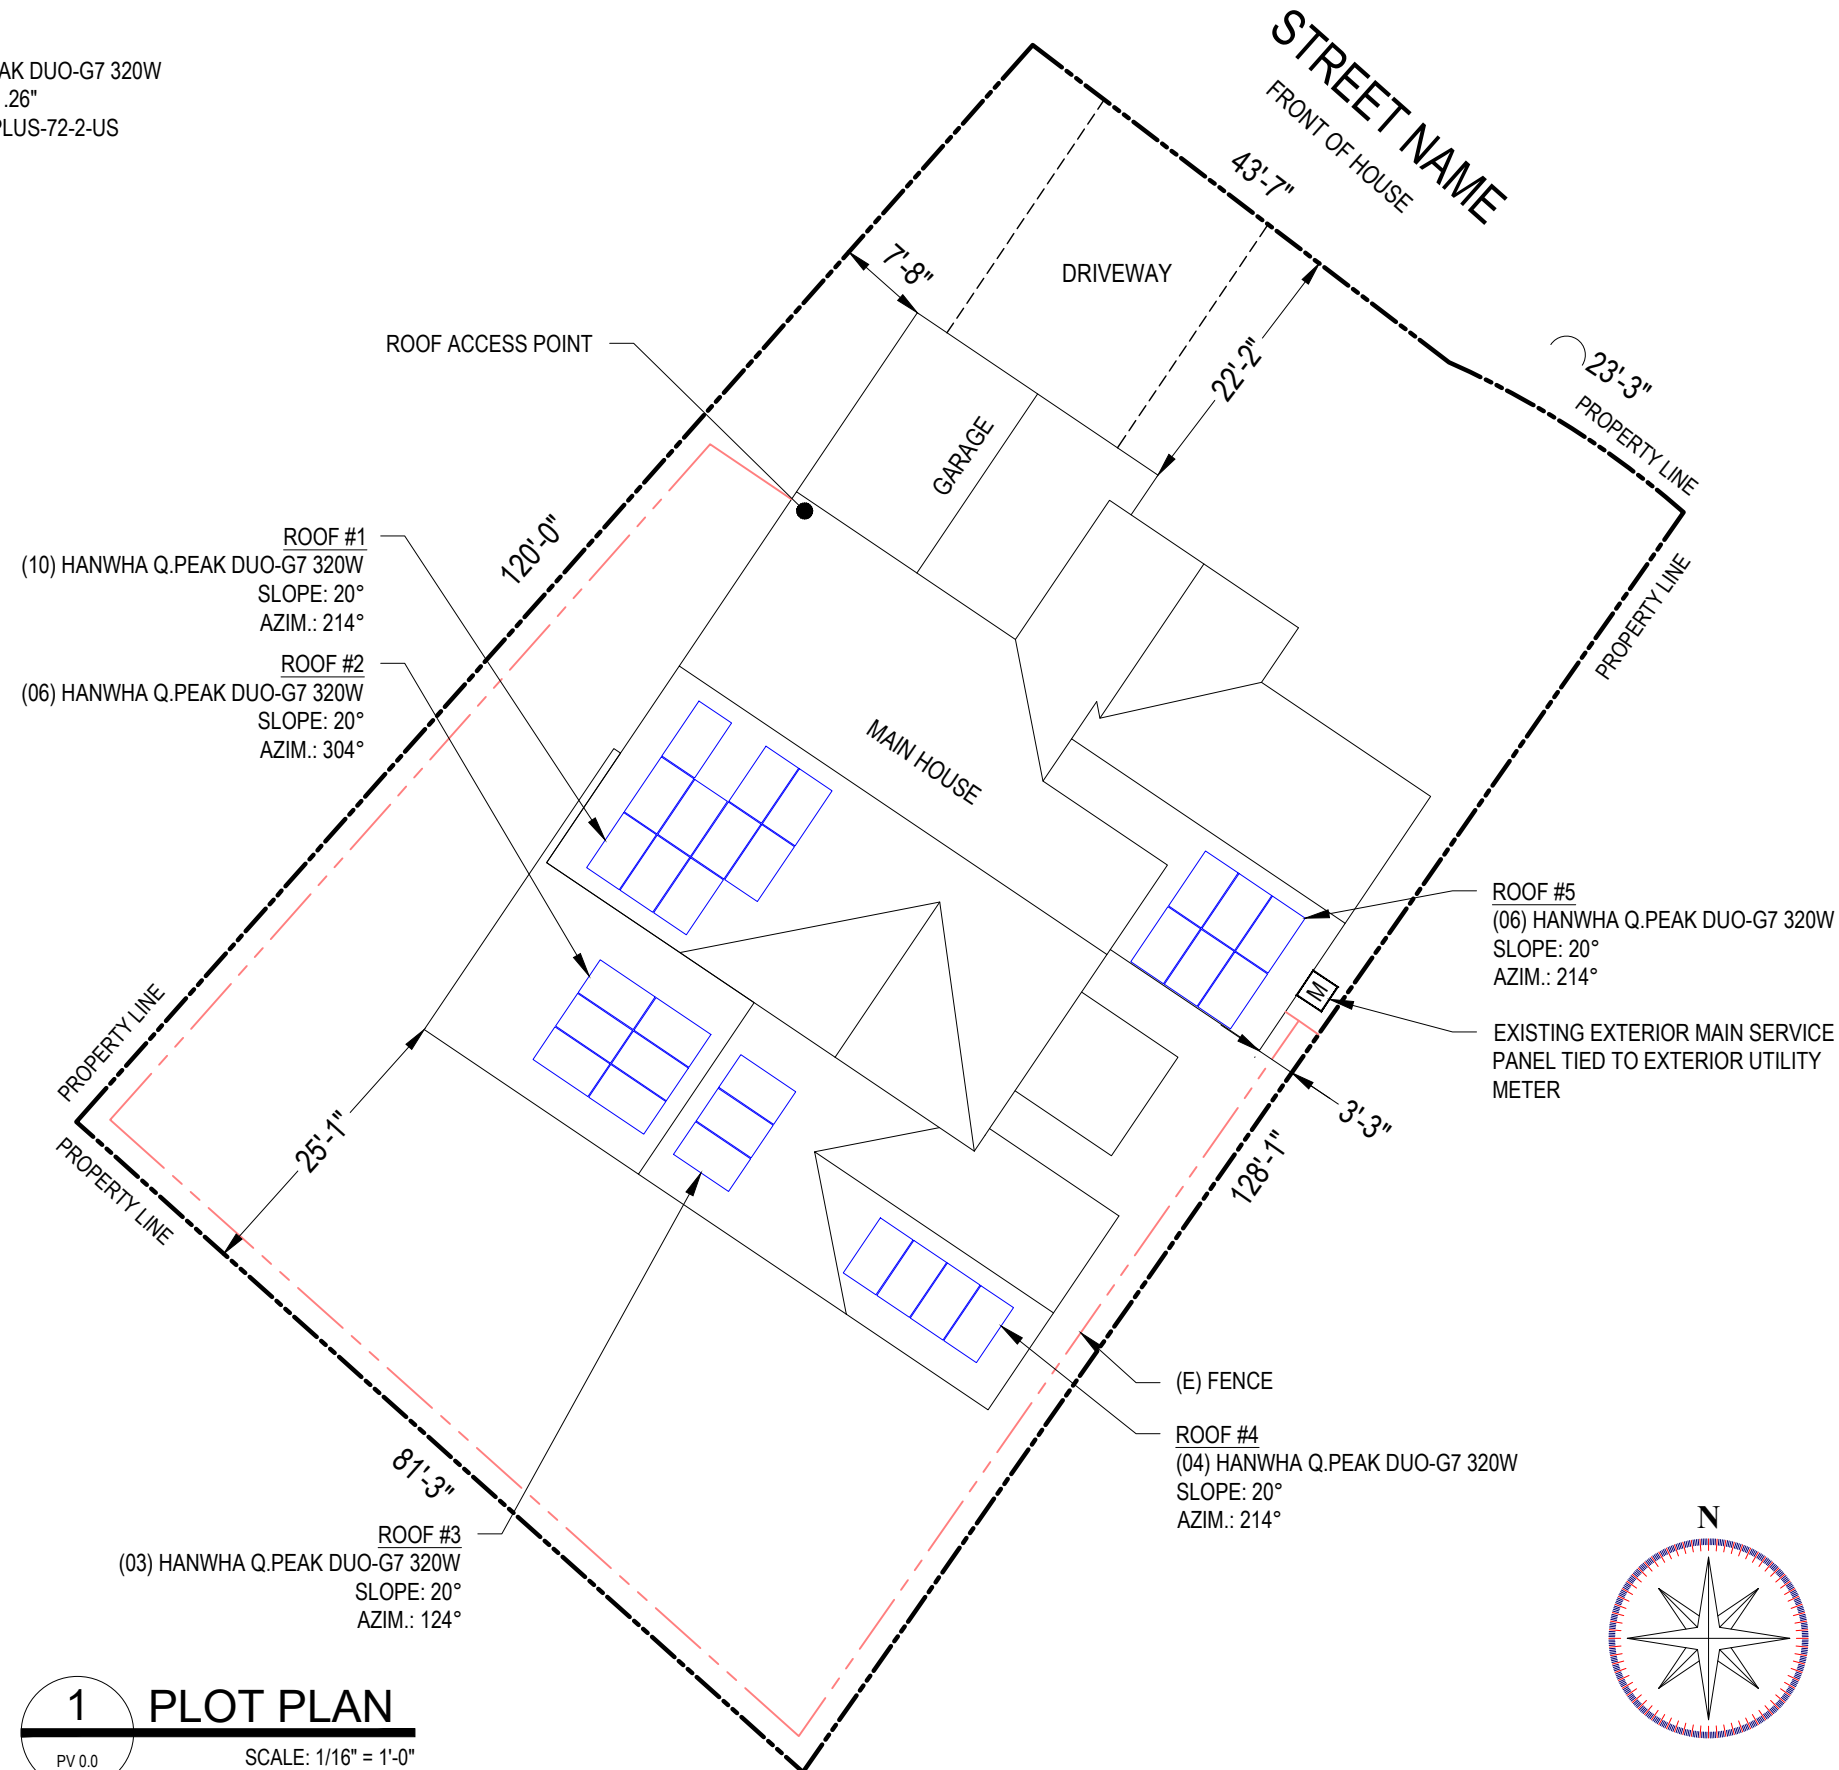 AK DUO-G7 320W
.26"
PLUS-72-2-US
STREET NAME
FRONT OF HOUSE
43'-7"
7'-8"
DRIVEWAY
22'-2"
23'-3"
PROPERTY LINE
PROPERTY LINE
ROOF ACCESS POINT
GARAGE
120'-0"
ROOF #1
(10) HANWHA Q.PEAK DUO-G7 320W
SLOPE: 20°
AZIM.: 214°
ROOF #2
(06) HANWHA Q.PEAK DUO-G7 320W
SLOPE: 20°
AZIM.: 304°
MAIN HOUSE
ROOF #5
(06) HANWHA Q.PEAK DUO-G7 320W
SLOPE: 20°
AZIM.: 214°
M
EXISTING EXTERIOR MAIN SERVICE
PANEL TIED TO EXTERIOR UTILITY
METER
PROPERTY LINE
PROPERTY LINE
25'-1"
3'-3"
128'-1"
(E) FENCE
ROOF #4
(04) HANWHA Q.PEAK DUO-G7 320W
SLOPE: 20°
AZIM.: 214°
81'-3"
ROOF #3
(03) HANWHA Q.PEAK DUO-G7 320W
SLOPE: 20°
AZIM.: 124°
N
1
PLOT PLAN
PV 0.0
SCALE: 1/16" = 1'-0"